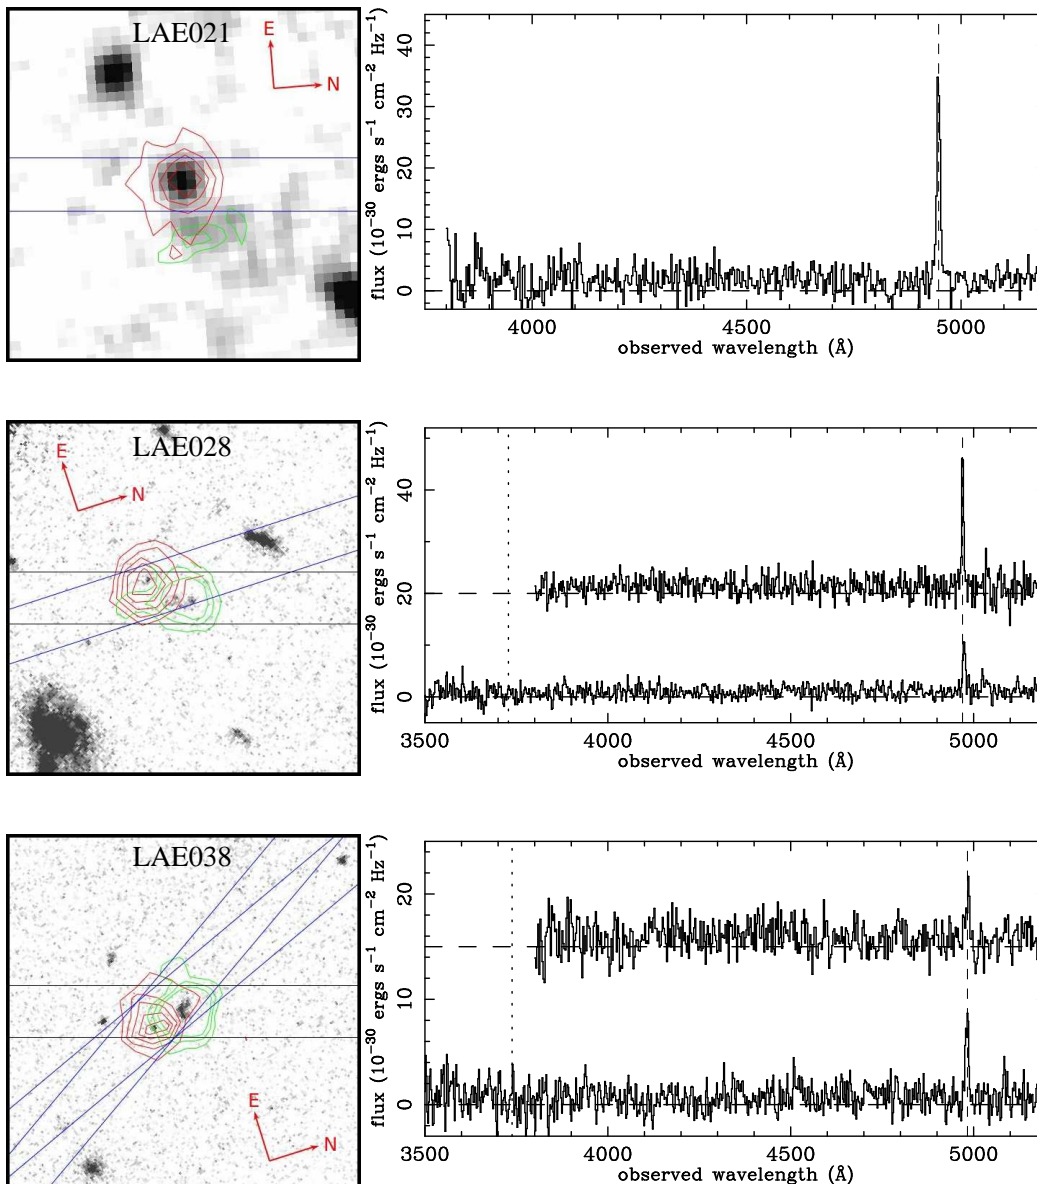 LAE021
E
N
flux (10⁻³⁰ ergs s⁻¹ cm⁻² Hz⁻¹)
40
30
20
10
0
4000 4500 5000
observed wavelength (Å)
LAE028
E
N
flux (10⁻³⁰ ergs s⁻¹ cm⁻² Hz⁻¹)
40
20
0
3500 4000 4500 5000
observed wavelength (Å)
LAE038
E
N
flux (10⁻³⁰ ergs s⁻¹ cm⁻² Hz⁻¹)
20
10
0
3500 4000 4500 5000
observed wavelength (Å)